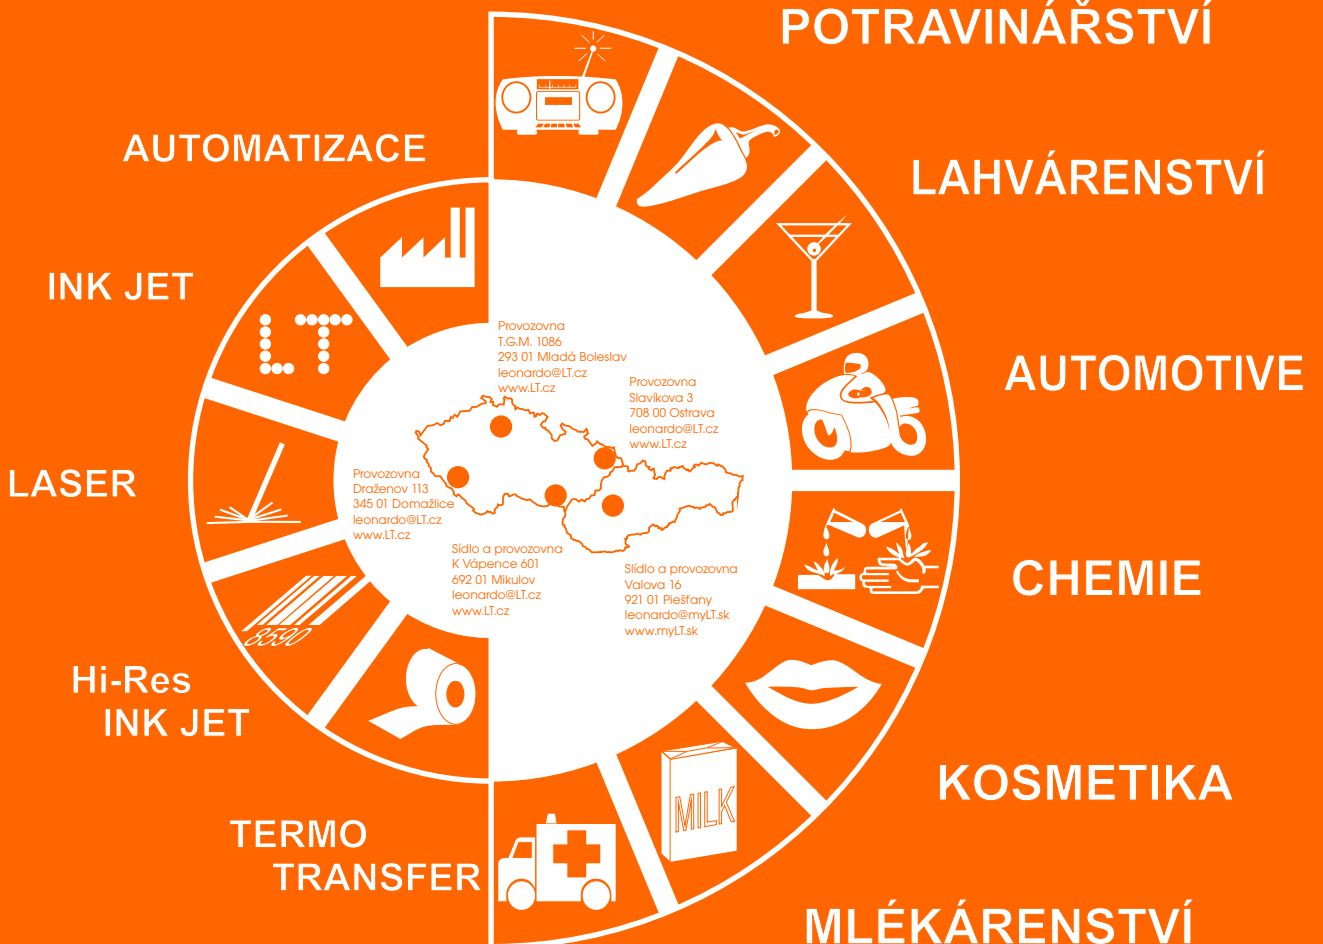 POTRAVINÁŘSTVÍ
AUTOMATIZACE
LAHVÁRENSTVÍ
INK JET
LT
Provozovna
T.G.M. 1086
293 01 Mladá Boleslav
leonardo@LT.cz
www.LT.cz
AUTOMOTIVE
Provozovna
Slavíkova 3
708 00 Ostrava
leonardo@LT.cz
www.LT.cz
LASER
Provozovna
Draženov 113
345 01 Domažlice
leonardo@LT.cz
www.LT.cz
Sídlo a provozovna
K Vápence 601
692 01 Mikulov
leonardo@LT.cz
www.LT.cz
Slídlo a provozovna
Valova 16
921 01 Piešťany
leonardo@myLT.sk
www.myLT.sk
CHEMIE
8590
Hi-Res
INK JET
KOSMETIKA
MILK
TERMO
TRANSFER
MLÉKÁRENSTVÍ